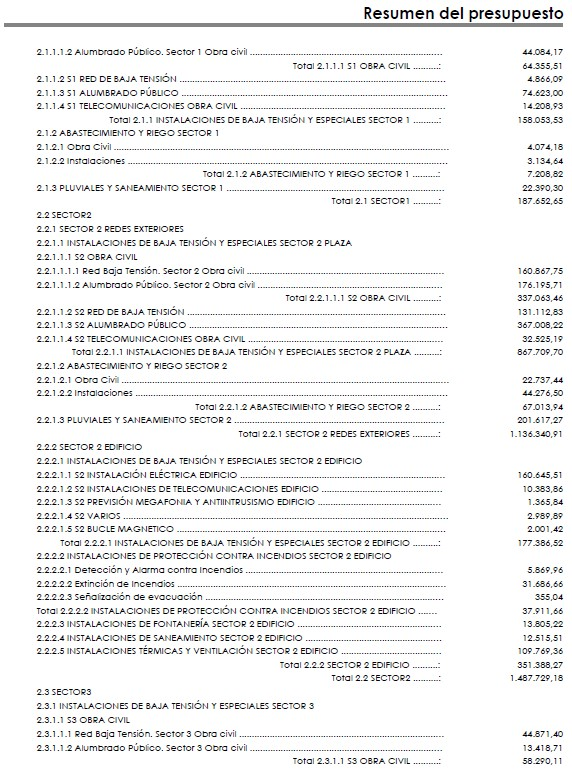 Resumen del presupuesto
2.1.1.1.2 Alumbrado Público. Sector 1 Obra civil ........................................................ 44.084,17
Total 2.1.1.1 S1 OBRA CIVIL ..........: 64.355,51
2.1.1.2 S1 RED DE BAJA TENSIÓN ........................................................ 4.866,09
2.1.1.3 S1 ALUMBRADO PÚBLICO ........................................................ 74.623,00
2.1.1.4 S1 TELECOMUNICACIONES OBRA CIVIL ........................................................ 14.208,93
Total 2.1.1 INSTALACIONES DE BAJA TENSIÓN Y ESPECIALES SECTOR 1 ..........: 158.053,53
2.1.2 ABASTECIMIENTO Y RIEGO SECTOR 1
2.1.2.1 Obra Civil ........................................................ 4.074,18
2.1.2.2 Instalaciones ........................................................ 3.134,64
Total 2.1.2 ABASTECIMIENTO Y RIEGO SECTOR 1 ..........: 7.208,82
2.1.3 PLUVIALES Y SANEAMIENTO SECTOR 1 ........................................................ 22.390,30
Total 2.1 SECTOR1 ..........: 187.652,65
2.2 SECTOR2
2.2.1 SECTOR 2 REDES EXTERIORES
2.2.1.1 INSTALACIONES DE BAJA TENSIÓN Y ESPECIALES SECTOR 2 PLAZA
2.2.1.1.1 S2 OBRA CIVIL
2.2.1.1.1.1 Red Baja Tensión. Sector 2 Obra civil ........................................................ 160.867,75
2.2.1.1.1.2 Alumbrado Público. Sector 2 Obra civil ........................................................ 176.195,71
Total 2.2.1.1.1 S2 OBRA CIVIL ..........: 337.063,46
2.2.1.1.2 S2 RED DE BAJA TENSIÓN ........................................................ 131.112,83
2.2.1.1.3 S2 ALUMBRADO PÚBLICO ........................................................ 367.008,22
2.2.1.1.4 S2 TELECOMUNICACIONES OBRA CIVIL ........................................................ 32.525,19
Total 2.2.1.1 INSTALACIONES DE BAJA TENSIÓN Y ESPECIALES SECTOR 2 PLAZA ..........: 867.709,70
2.2.1.2 ABASTECIMIENTO Y RIEGO SECTOR 2
2.2.1.2.1 Obra Civil ........................................................ 22.737,44
2.2.1.2.2 Instalaciones ........................................................ 44.276,50
Total 2.2.1.2 ABASTECIMIENTO Y RIEGO SECTOR 2 ..........: 67.013,94
2.2.1.3 PLUVIALES Y SANEAMIENTO SECTOR 2 ........................................................ 201.617,27
Total 2.2.1 SECTOR 2 REDES EXTERIORES ..........: 1.136.340,91
2.2.2 SECTOR 2 EDIFICIO
2.2.2.1 INSTALACIONES DE BAJA TENSIÓN Y ESPECIALES SECTOR 2 EDIFICIO
2.2.2.1.1 S2 INSTALACIÓN ELÉCTRICA EDIFICIO ........................................................ 160.645,51
2.2.2.1.2 S2 INSTALACIONES DE TELECOMUNICACIONES EDIFICIO ........................................ 10.383,86
2.2.2.1.3 S2 PREVISIÓN MEGAFONIA Y ANTIINTRUSISMO EDIFICIO ........................................ 1.365,84
2.2.2.1.4 S2 VARIOS ........................................................ 2.989,89
2.2.2.1.5 S2 BUCLE MAGNETICO ........................................................ 2.001,42
Total 2.2.2.1 INSTALACIONES DE BAJA TENSIÓN Y ESPECIALES SECTOR 2 EDIFICIO ..........: 177.386,52
2.2.2.2 INSTALACIONES DE PROTECCIÓN CONTRA INCENDIOS SECTOR 2 EDIFICIO
2.2.2.2.1 Detección y Alarma contra Incendios ........................................................ 5.869,96
2.2.2.2.2 Extinción de Incendios ........................................................ 31.686,66
2.2.2.2.3 Señalización de evacuación ........................................................ 355,04
Total 2.2.2.2 INSTALACIONES DE PROTECCIÓN CONTRA INCENDIOS SECTOR 2 EDIFICIO ....... 37.911,66
2.2.2.3 INSTALACIONES DE FONTANERÍA SECTOR 2 EDIFICIO ........................................ 13.805,22
2.2.2.4 INSTALACIONES DE SANEAMIENTO SECTOR 2 EDIFICIO ........................................ 12.515,51
2.2.2.5 INSTALACIONES TÉRMICAS Y VENTILACIÓN SECTOR 2 EDIFICIO ................................ 109.769,36
Total 2.2.2 SECTOR 2 EDIFICIO ..........: 351.388,27
Total 2.2 SECTOR2 ..........: 1.487.729,18
2.3 SECTOR3
2.3.1 INSTALACIONES DE BAJA TENSIÓN Y ESPECIALES SECTOR 3
2.3.1.1 S3 OBRA CIVIL
2.3.1.1.1 Red Baja Tensión. Sector 3 Obra civil ........................................................ 44.871,40
2.3.1.1.2 Alumbrado Público. Sector 3 Obra civil ........................................................ 13.418,71
Total 2.3.1.1 S3 OBRA CIVIL ..........: 58.290,11